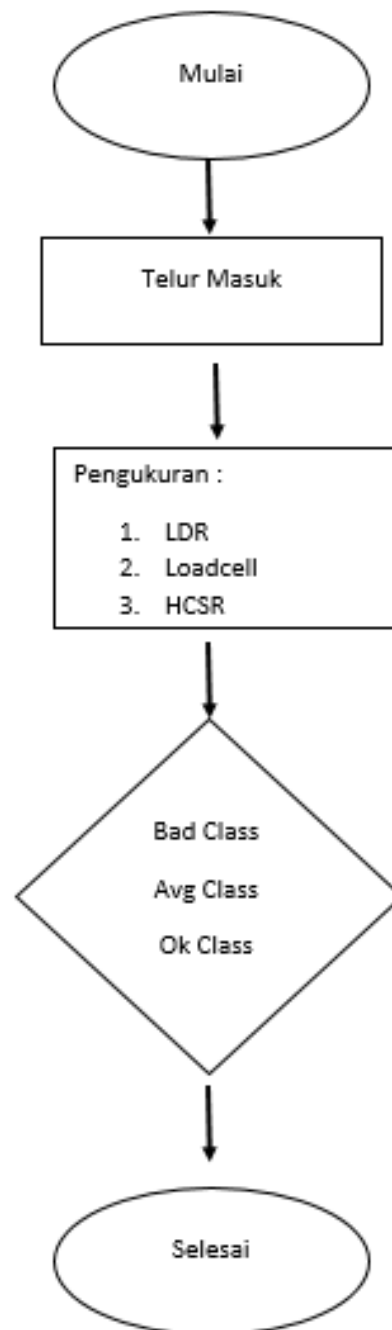 Mulai
Telur Masuk
Pengukuran :
1. LDR
2. Loadcell
3. HCSR
Bad Class
Avg Class
Ok Class
Selesai